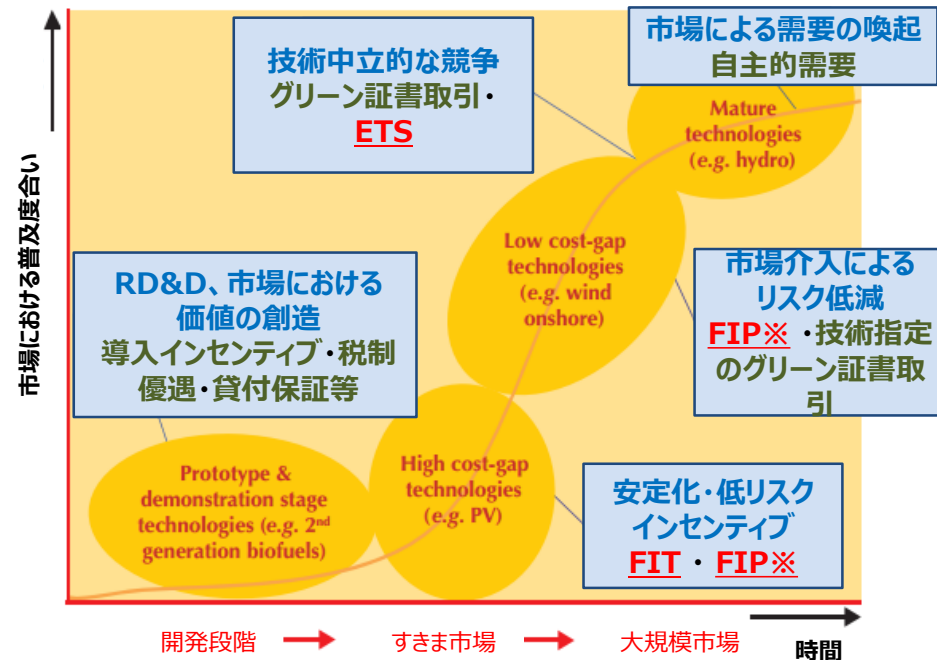 市場における普及度合い
市場による需要の喚起
自主的需要
技術中立的な競争
グリーン証書取引・
ETS
Mature
technologies
(e.g. hydro)
Low cost-gap
technologies
(e.g. wind
onshore)
市場介入による
リスク低減
FIP※ ・技術指定
のグリーン証書取
引
RD&D、市場における
価値の創造
導入インセンティブ・税制
優遇・貸付保証等
Prototype &
demonstration stage
technologies (e.g. 2nd
generation biofuels)
High cost-gap
technologies
(e.g. PV)
安定化・低リスク
インセンティブ
FIT ・ FIP※
開発段階 → すきま市場 → 大規模市場
時間